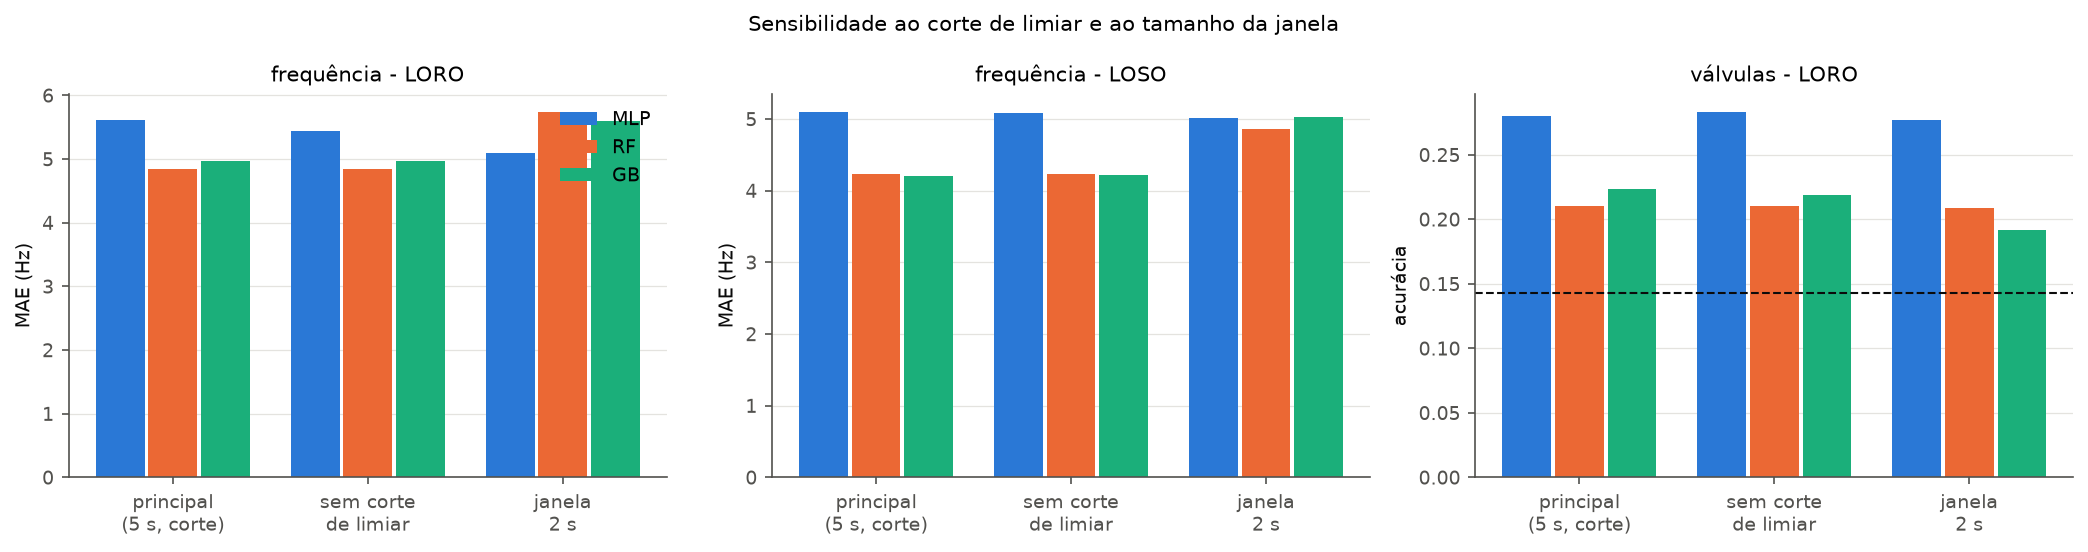 Sensibilidade ao corte de limiar e ao tamanho da janela
frequência - LORO
MAE (Hz)
6
5
4
3
2
1
0
MLP
RF
GB
principal
(5 s, corte)
sem corte
de limiar
janela
2 s
frequência - LOSO
MAE (Hz)
5
4
3
2
1
0
principal
(5 s, corte)
sem corte
de limiar
janela
2 s
válvulas - LORO
acurácia
0.25
0.20
0.15
0.10
0.05
0.00
principal
(5 s, corte)
sem corte
de limiar
janela
2 s